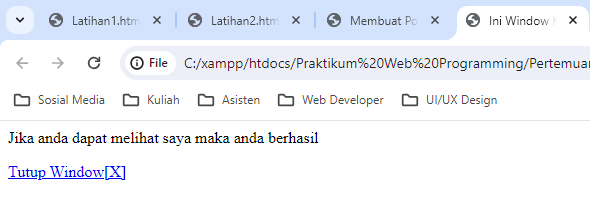 Latihan1.htm Latihan2.htm Membuat Po Ini Window
File C:/xampp/htdocs/Praktikum%20Web%20Programming/Pertemuan
Sosial Media Kuliah Asisten Web Developer UI/UX Design
Jika anda dapat melihat saya maka anda berhasil
Tutup Window[X]